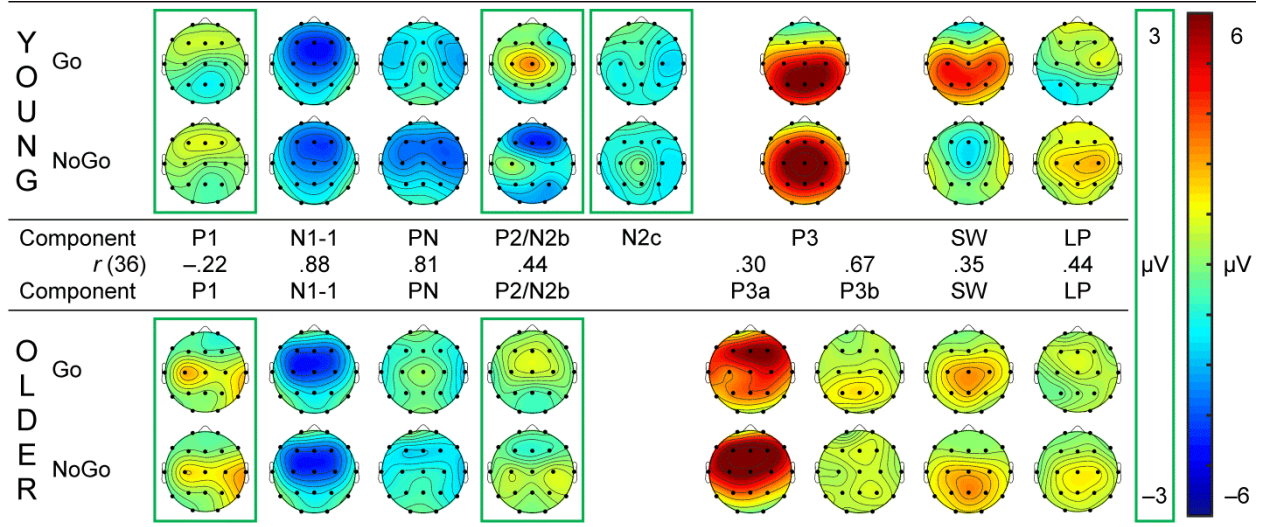 YOUNG
Go
NoGo
3
6
Component P1 N1-1 PN P2/N2b N2c P3 SW LP
r (36) –.22 .88 .81 .44 .30 .67 .35 .44 µV µV
Component P1 N1-1 PN P2/N2b P3a P3b SW LP
OLDER
Go
NoGo
–3
–6